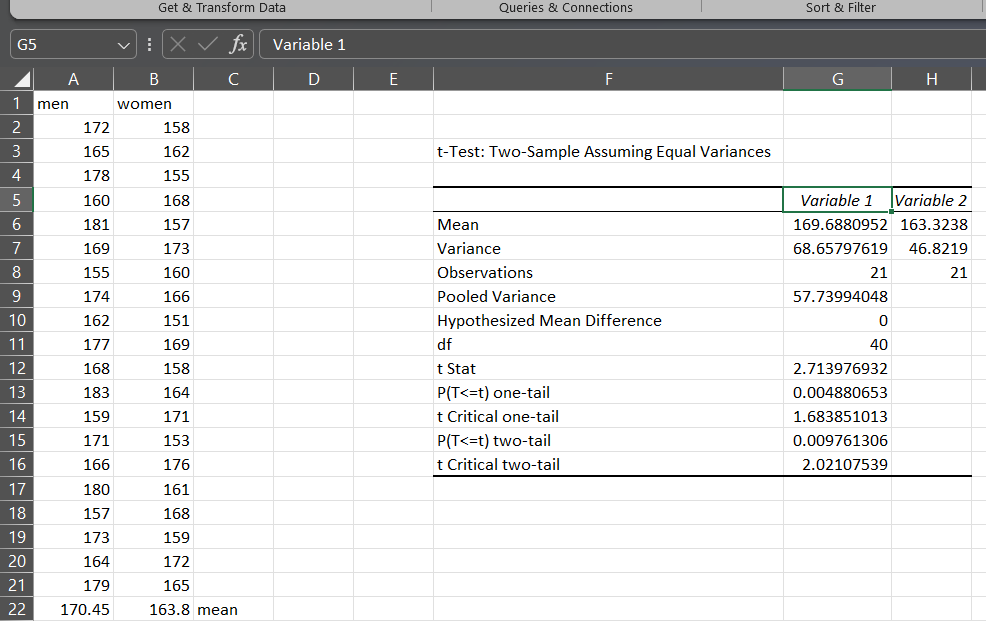 Get & Transform Data Queries & Connections Sort & Filter
G5 fx Variable 1
A B C D E F G H
1 men women
2 172 158
3 165 162 t-Test: Two-Sample Assuming Equal Variances
4 178 155
5 160 168 Variable 1 Variable 2
6 181 157 Mean 169.6880952 163.3238
7 169 173 Variance 68.65797619 46.8219
8 155 160 Observations 21 21
9 174 166 Pooled Variance 57.73994048
10 162 151 Hypothesized Mean Difference 0
11 177 169 df 40
12 168 158 t Stat 2.713976932
13 183 164 P(T<=t) one-tail 0.004880653
14 159 171 t Critical one-tail 1.683851013
15 171 153 P(T<=t) two-tail 0.009761306
16 166 176 t Critical two-tail 2.02107539
17 180 161
18 157 168
19 173 159
20 164 172
21 179 165
22 170.45 163.8 mean